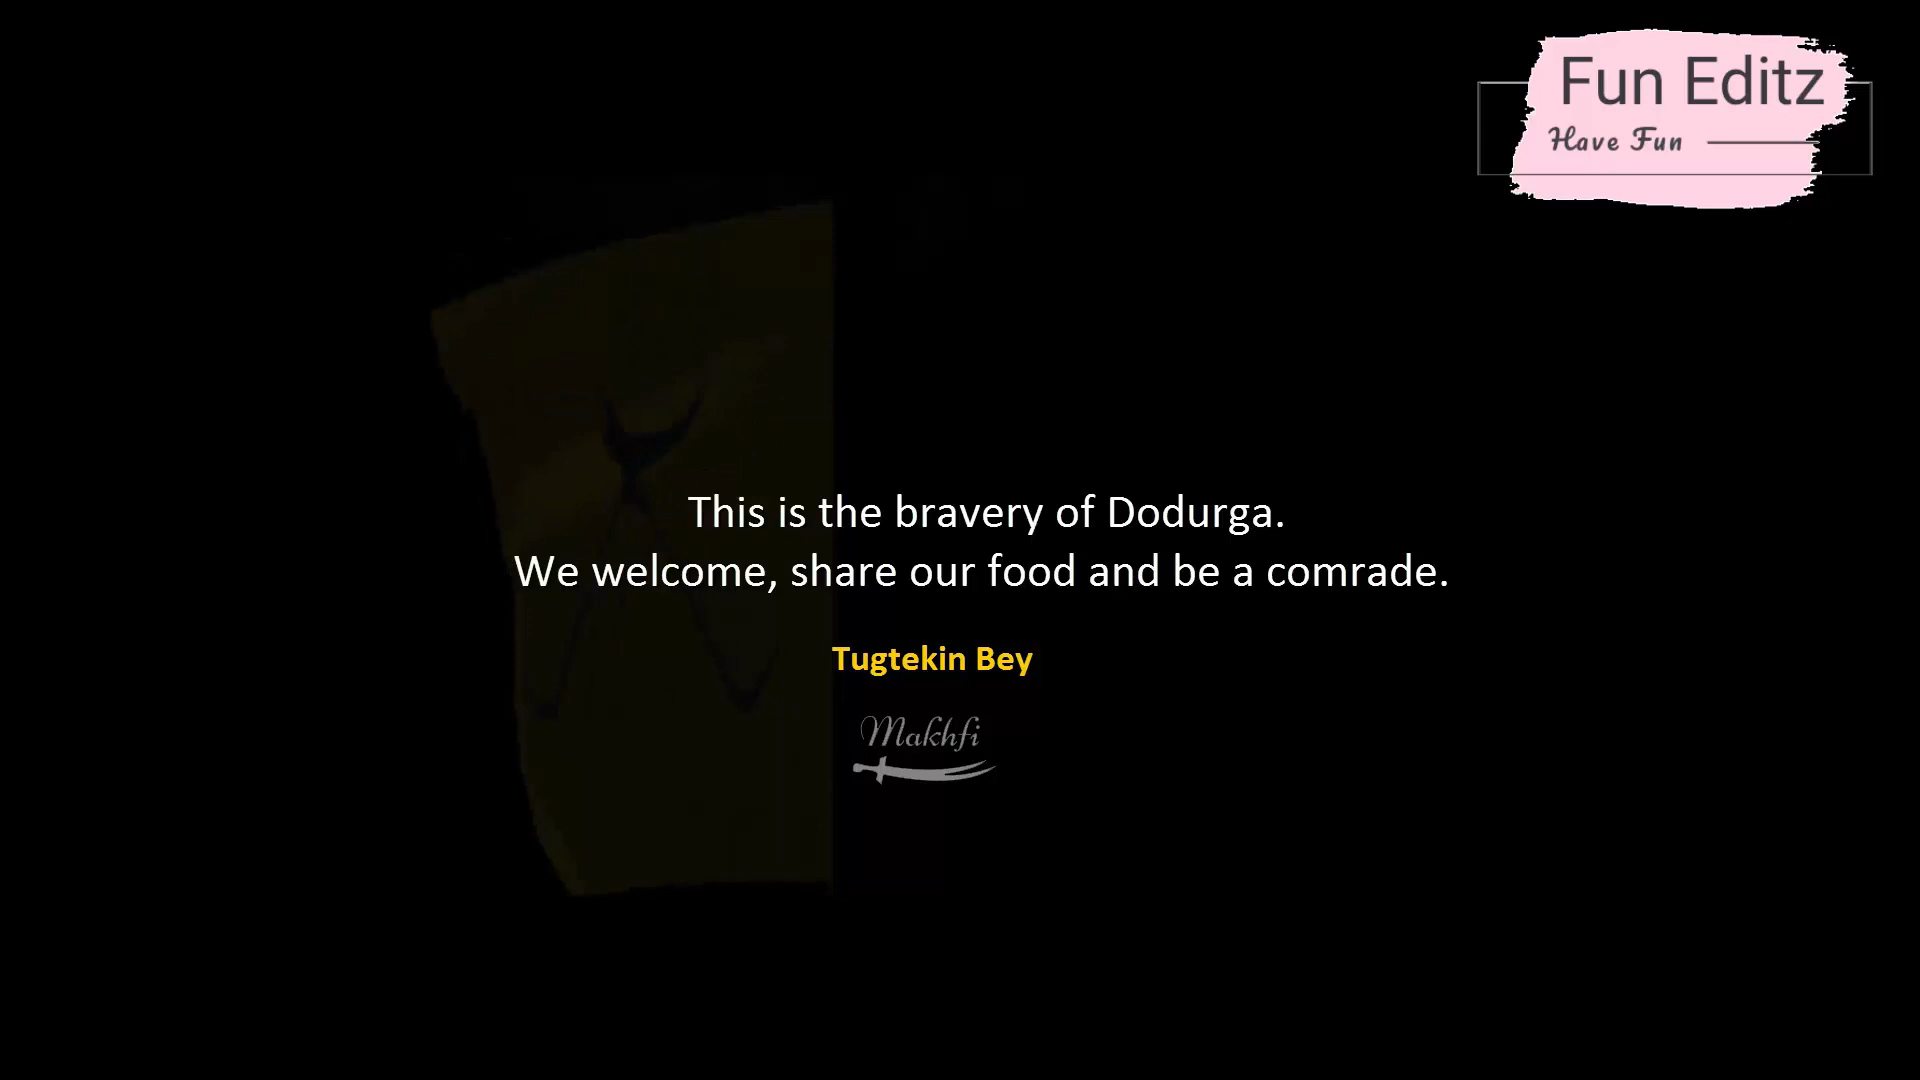 Fun Editz
Have Fun
This is the bravery of Dodurga.
We welcome, share our food and be a comrade.
Tugtekin Bey
Makhfi